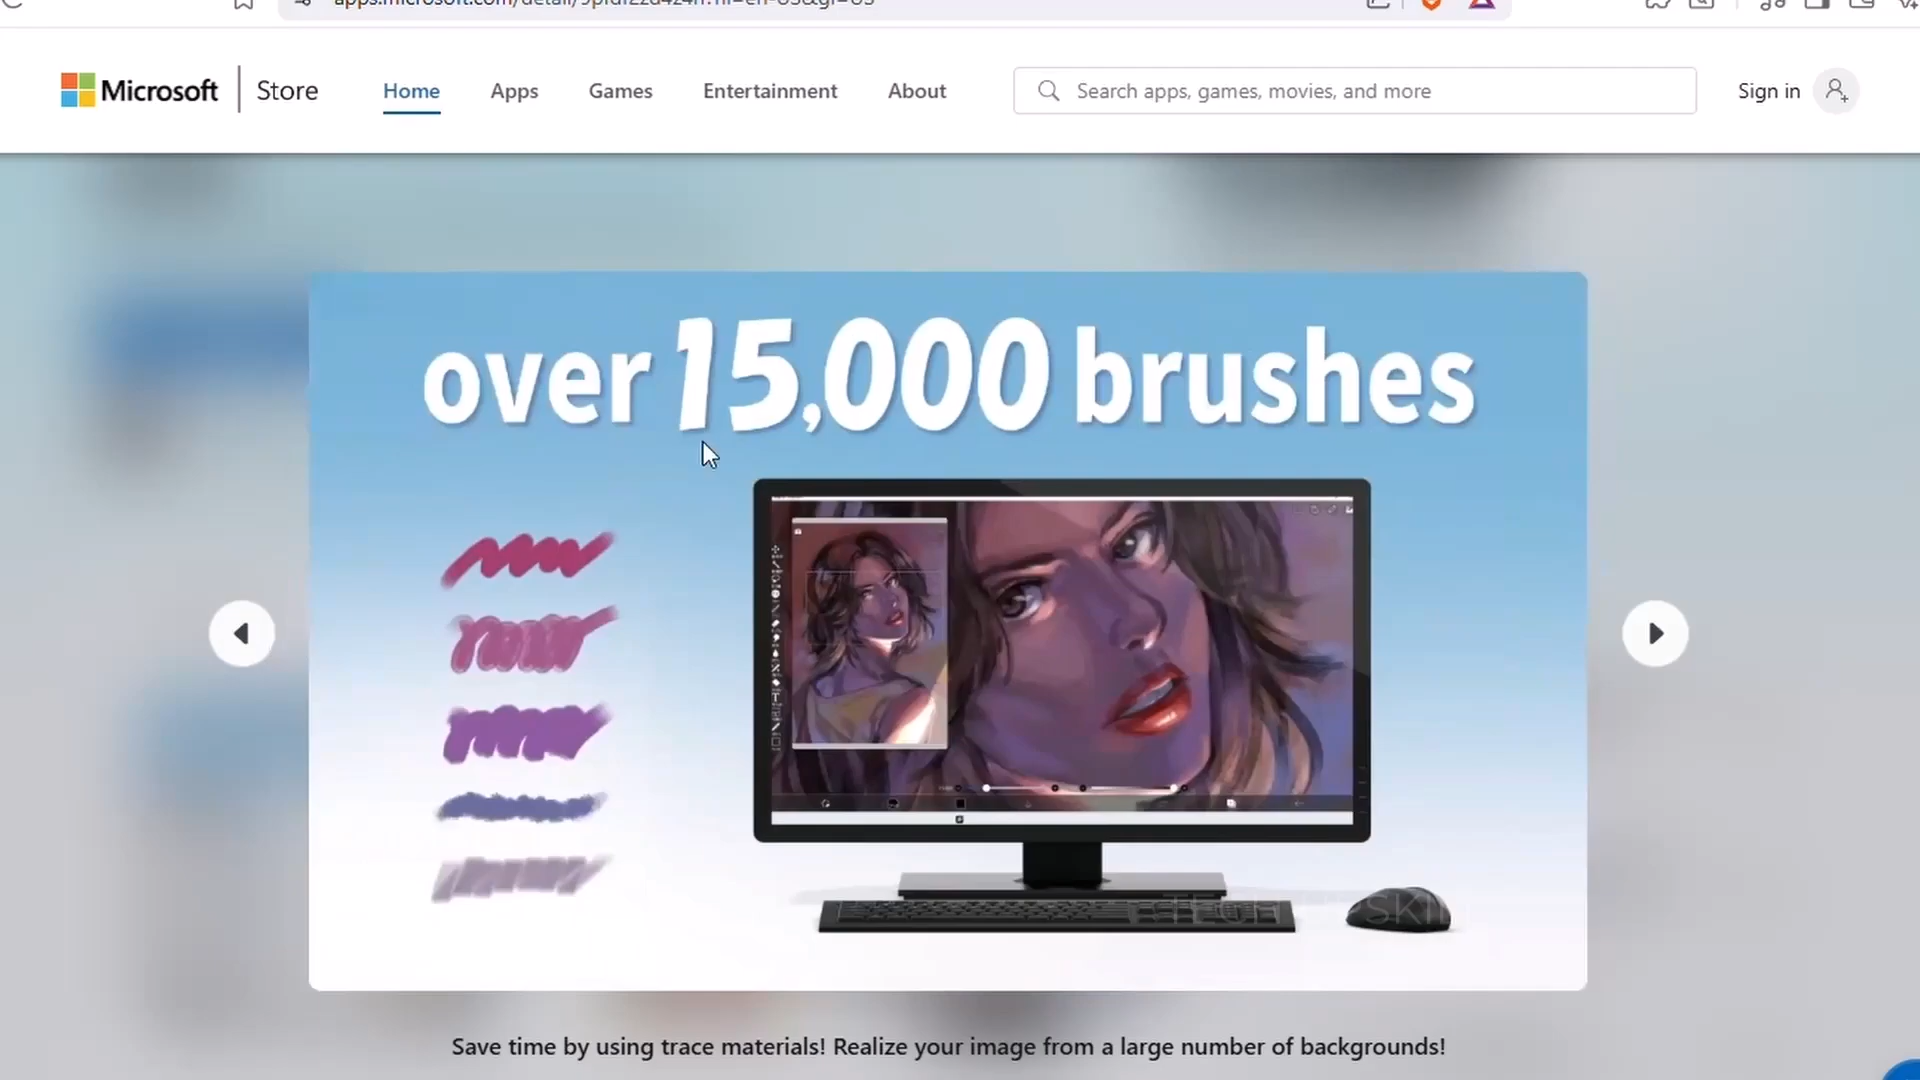 Microsoft Store Home Apps Games Entertainment About Search apps, games, movies, and more Sign in
over 15,000 brushes
Save time by using trace materials! Realize your image from a large number of backgrounds!